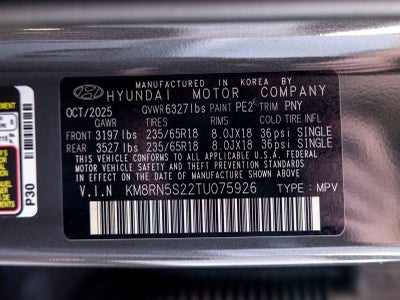 MANUFACTURED IN KOREA BY
HYUNDAI MOTOR COMPANY
OCT/2025 GVWR 6327lbs PAINT PE2 TRIM PNY
GAWR TIRES RIMS COLD TIRE INFL
FRONT 3197lbs 235/65R18 8.0JX18 36psi SINGLE
REAR 3527lbs 235/65R18 8.0JX18 36psi SINGLE
THIS VEHICLE CONFORMS TO ALL APPLICABLE U.S.A. FEDERAL
MOTOR VEHICLE SAFETY, BUMPER AND THEFT PREVENTION
STANDARDS IN EFFECT ON THE DATE OF MANUFACTURE SHOWN ABOVE.
V.I.N KM8RN5S22TU075926 TYPE : MPV
P30